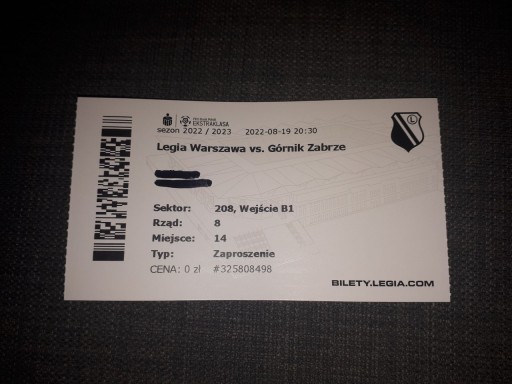 EKSTRAKLASA
sezon 2022 / 2023 2022-08-19 20:30
L
Legia Warszawa vs. Górnik Zabrze
Sektor: 208, Wejście B1
Rząd: 8
Miejsce: 14
Typ: Zaproszenie
CENA: 0 zł #325808498
BILETY.LEGIA.COM